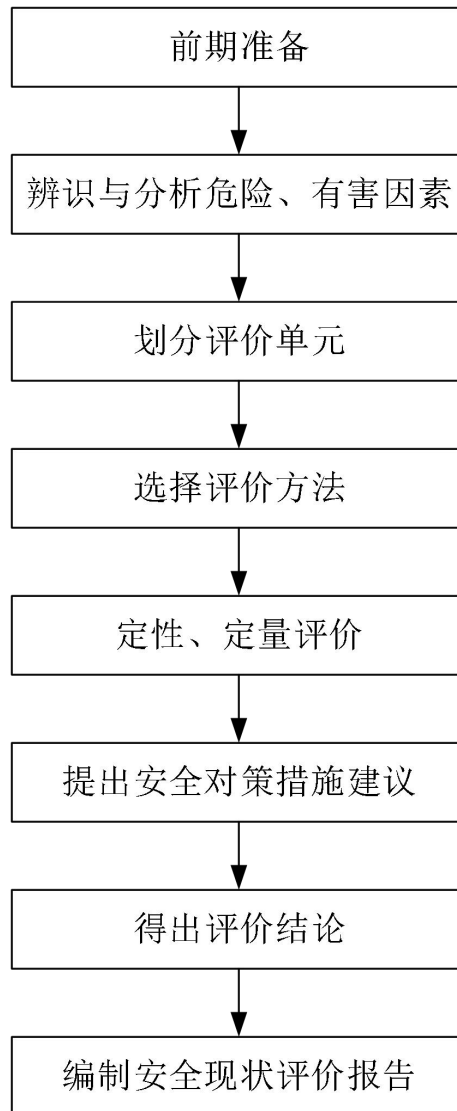 前期准备
辨识与分析危险、有害因素
划分评价单元
选择评价方法
定性、定量评价
提出安全对策措施建议
得出评价结论
编制安全现状评价报告